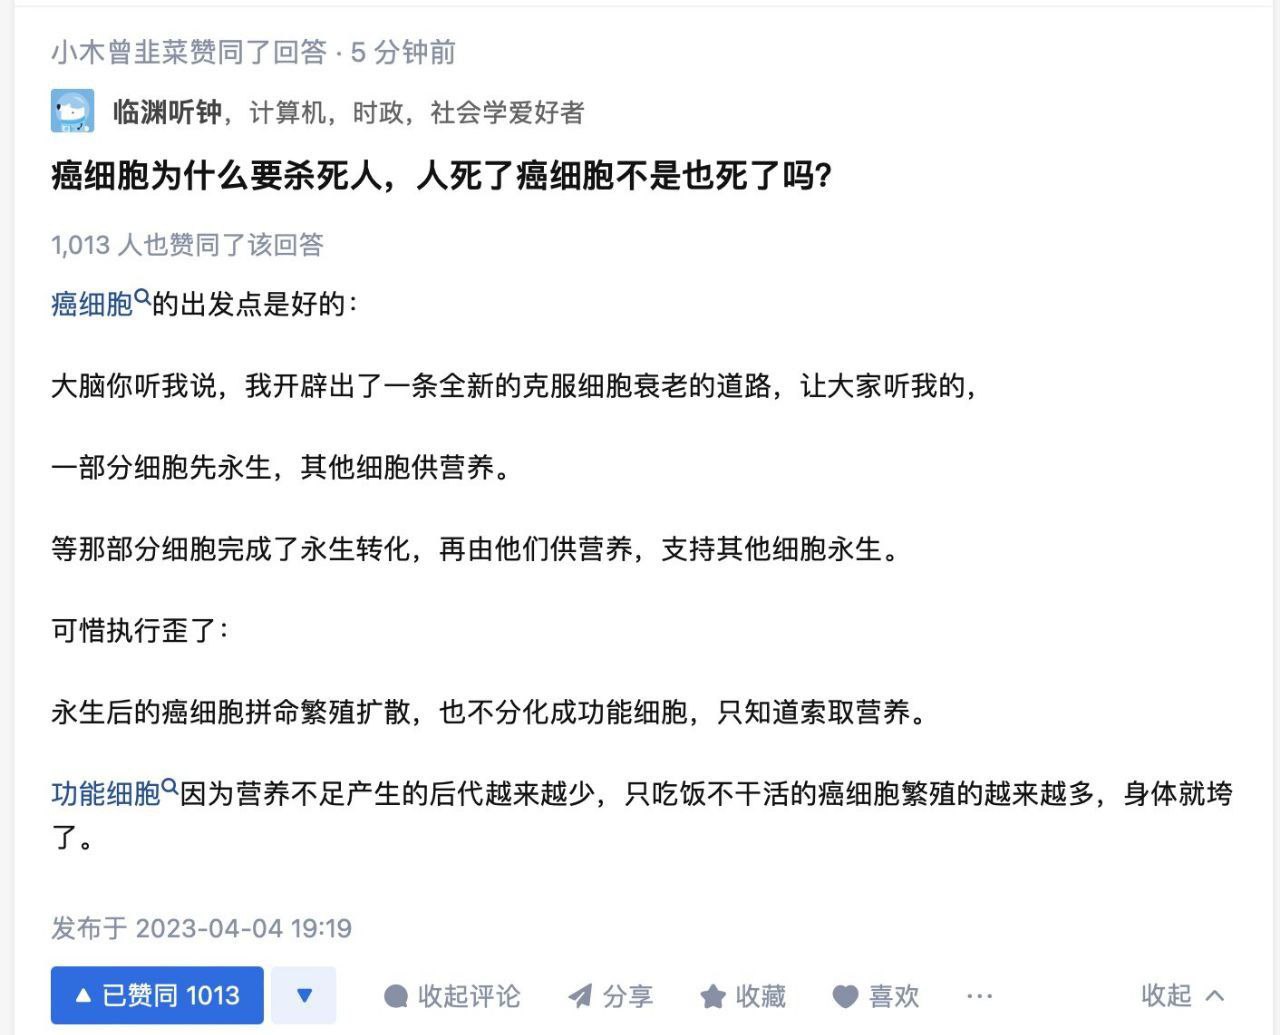 小木曾韭菜赞同了回答 · 5 分钟前
临渊听钟，计算机，时政，社会学爱好者
癌细胞为什么要杀死人，人死了癌细胞不是也死了吗？
1,013 人也赞同了该回答
癌细胞的出发点是好的：
大脑你听我说，我开辟出了一条全新的克服细胞衰老的道路，让大家听我的，
一部分细胞先永生，其他细胞供营养。
等那部分细胞完成了永生转化，再由他们供营养，支持其他细胞永生。
可惜执行歪了：
永生后的癌细胞拼命繁殖扩散，也不分化成功能细胞，只知道索取营养。
功能细胞因为营养不足产生的后代越来越少，只吃饭不干活的癌细胞繁殖的越来越多，身体就垮
了。
发布于 2023-04-04 19:19
已赞同 1013 收起评论 分享 收藏 喜欢 ··· 收起